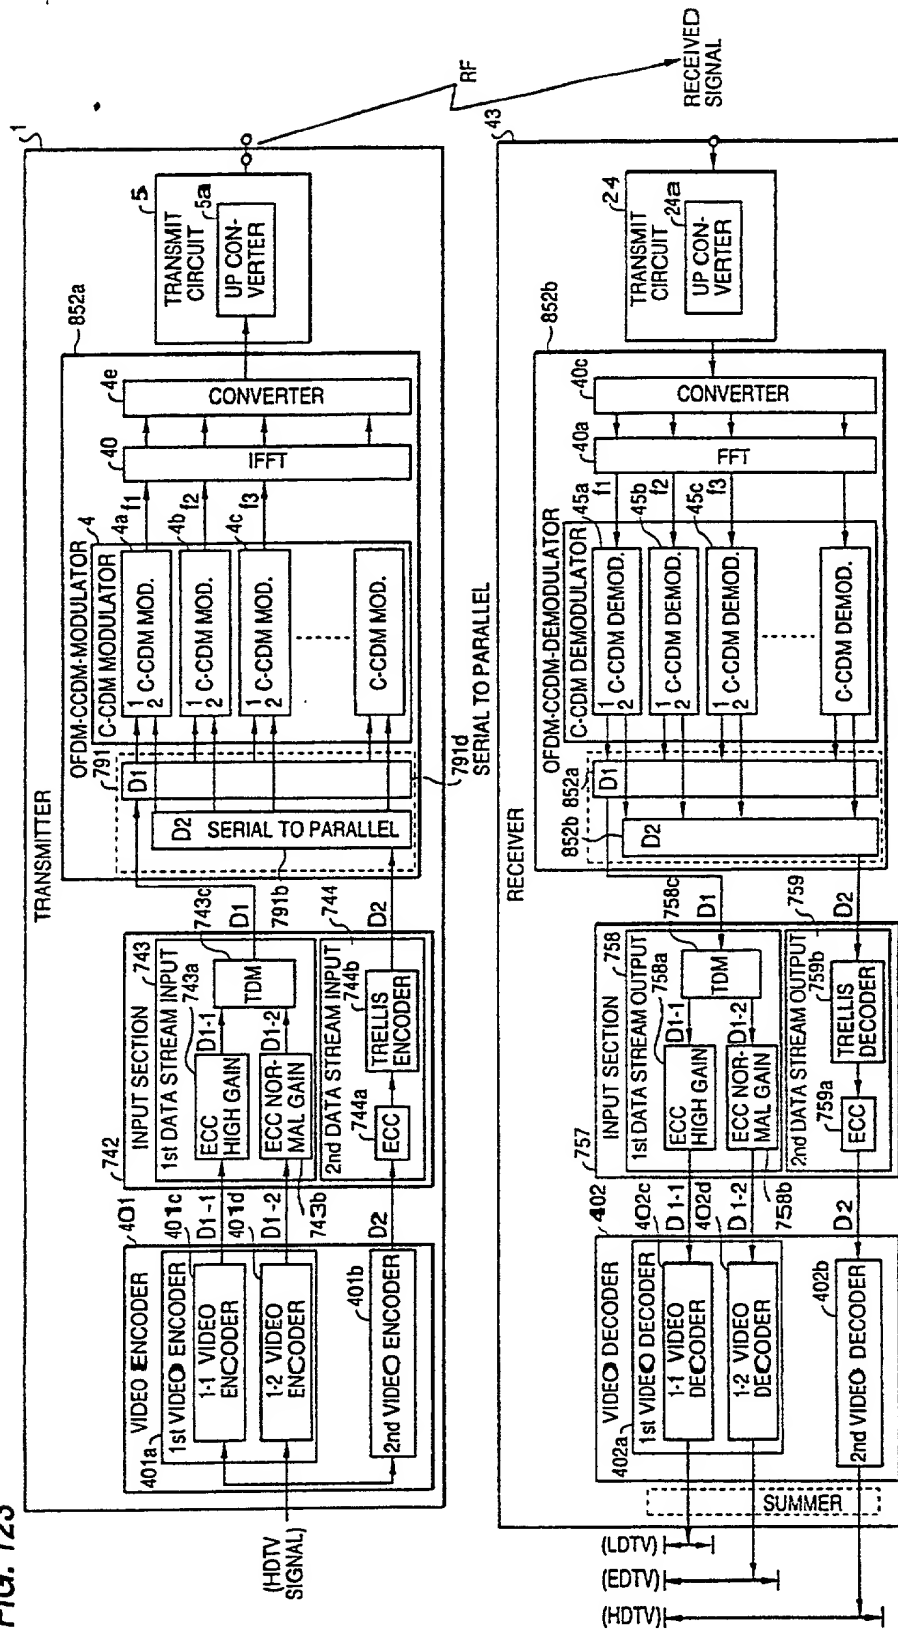 FIG. 123
TRANSMITTER
1
(HDTV
SIGNAL)
VIDEO ENCODER
401
401a
1st VIDEO ENCODER
401c
1-1 VIDEO
ENCODER
401d
1-2 VIDEO
ENCODER
401b
2nd VIDEO ENCODER
D1-1
D1-2
D2
742
INPUT SECTION
743
1st DATA STREAM INPUT
743a
ECC
HIGH GAIN
D1-1
ECC NOR-
MAL GAIN
D1-2
743b
743c
TDM
D1
2nd DATA STREAM INPUT
744
744a
ECC
744b
TRELLIS
ENCODER
D2
791b
852a
OFDM-CCDM-MODULATOR
791
D1
D2
SERIAL TO PARALLEL
791d
SERIAL TO PARALLEL
C-CDM MODULATOR
4
4a
1
2
C-CDM MOD.
f1
4b
1
2
C-CDM MOD.
f2
4c
1
2
C-CDM MOD.
f3
C-CDM MOD.
40
IFFT
4e
CONVERTER
5
TRANSMIT
CIRCUIT
5a
UP CON-
VERTER
RF
RECEIVED
SIGNAL
RECEIVER
43
24
TRANSMIT
CIRCUIT
24a
UP CON-
VERTER
852b
OFDM-CCDM-DEMODULATOR
40c
CONVERTER
40a
FFT
C-CDM DEMODULATOR
45a
f1
1
2
C-CDM DEMOD.
45b
f2
1
2
C-CDM DEMOD.
45c
f3
1
2
C-CDM DEMOD.
C-CDM DEMOD.
852a
D1
852b
D2
D1
D2
757
INPUT SECTION
758
1st DATA STREAM OUTPUT
758a
758c
TDM
D1-1
ECC
HIGH GAIN
D1-2
ECC NOR-
MAL GAIN
758b
2nd DATA STREAM OUTPUT
759
759b
TRELLIS
DECODER
759a
ECC
D1-1
D1-2
D2
402
VIDEO DECODER
402a
1st VIDEO DECODER
402c
1-1 VIDEO
DECODER
402d
1-2 VIDEO
DECODER
402b
2nd VIDEO DECODER
SUMMER
(LDTV)
(EDTV)
(HDTV)